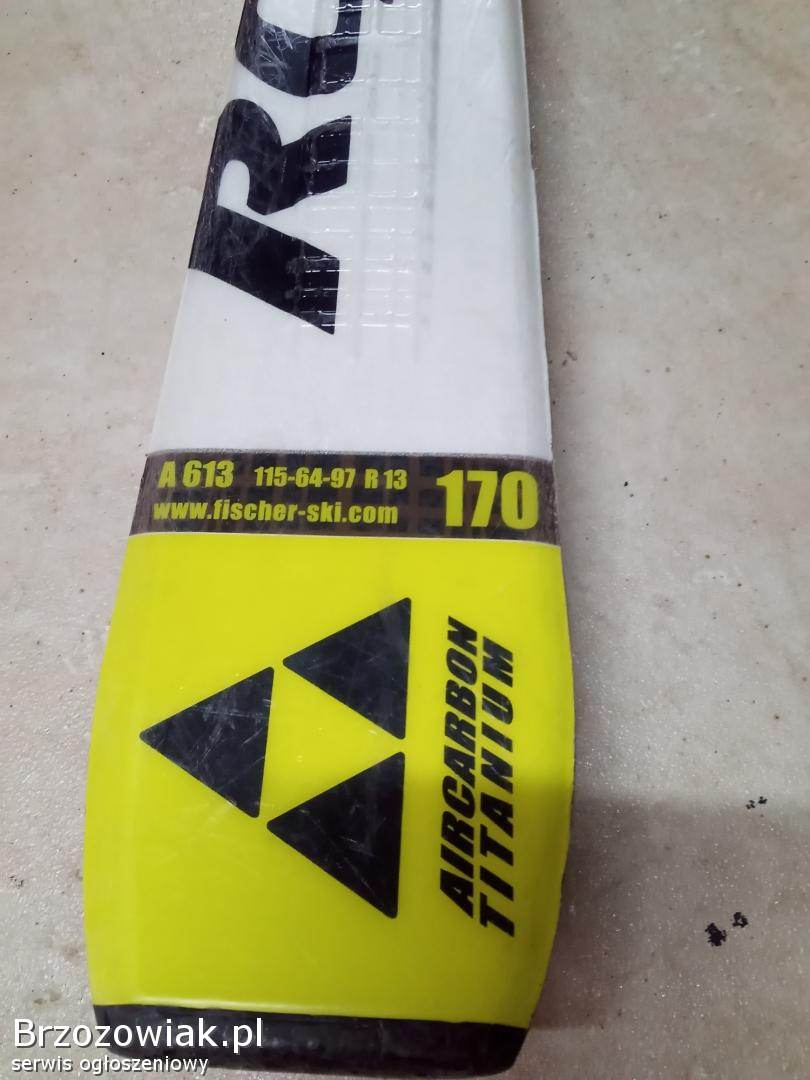 A 613 115-64-97 R 13 170
www.fischer-ski.com
AIRCARBON
TITANIUM
Brzozowiak.pl
serwis ogłoszeniowy